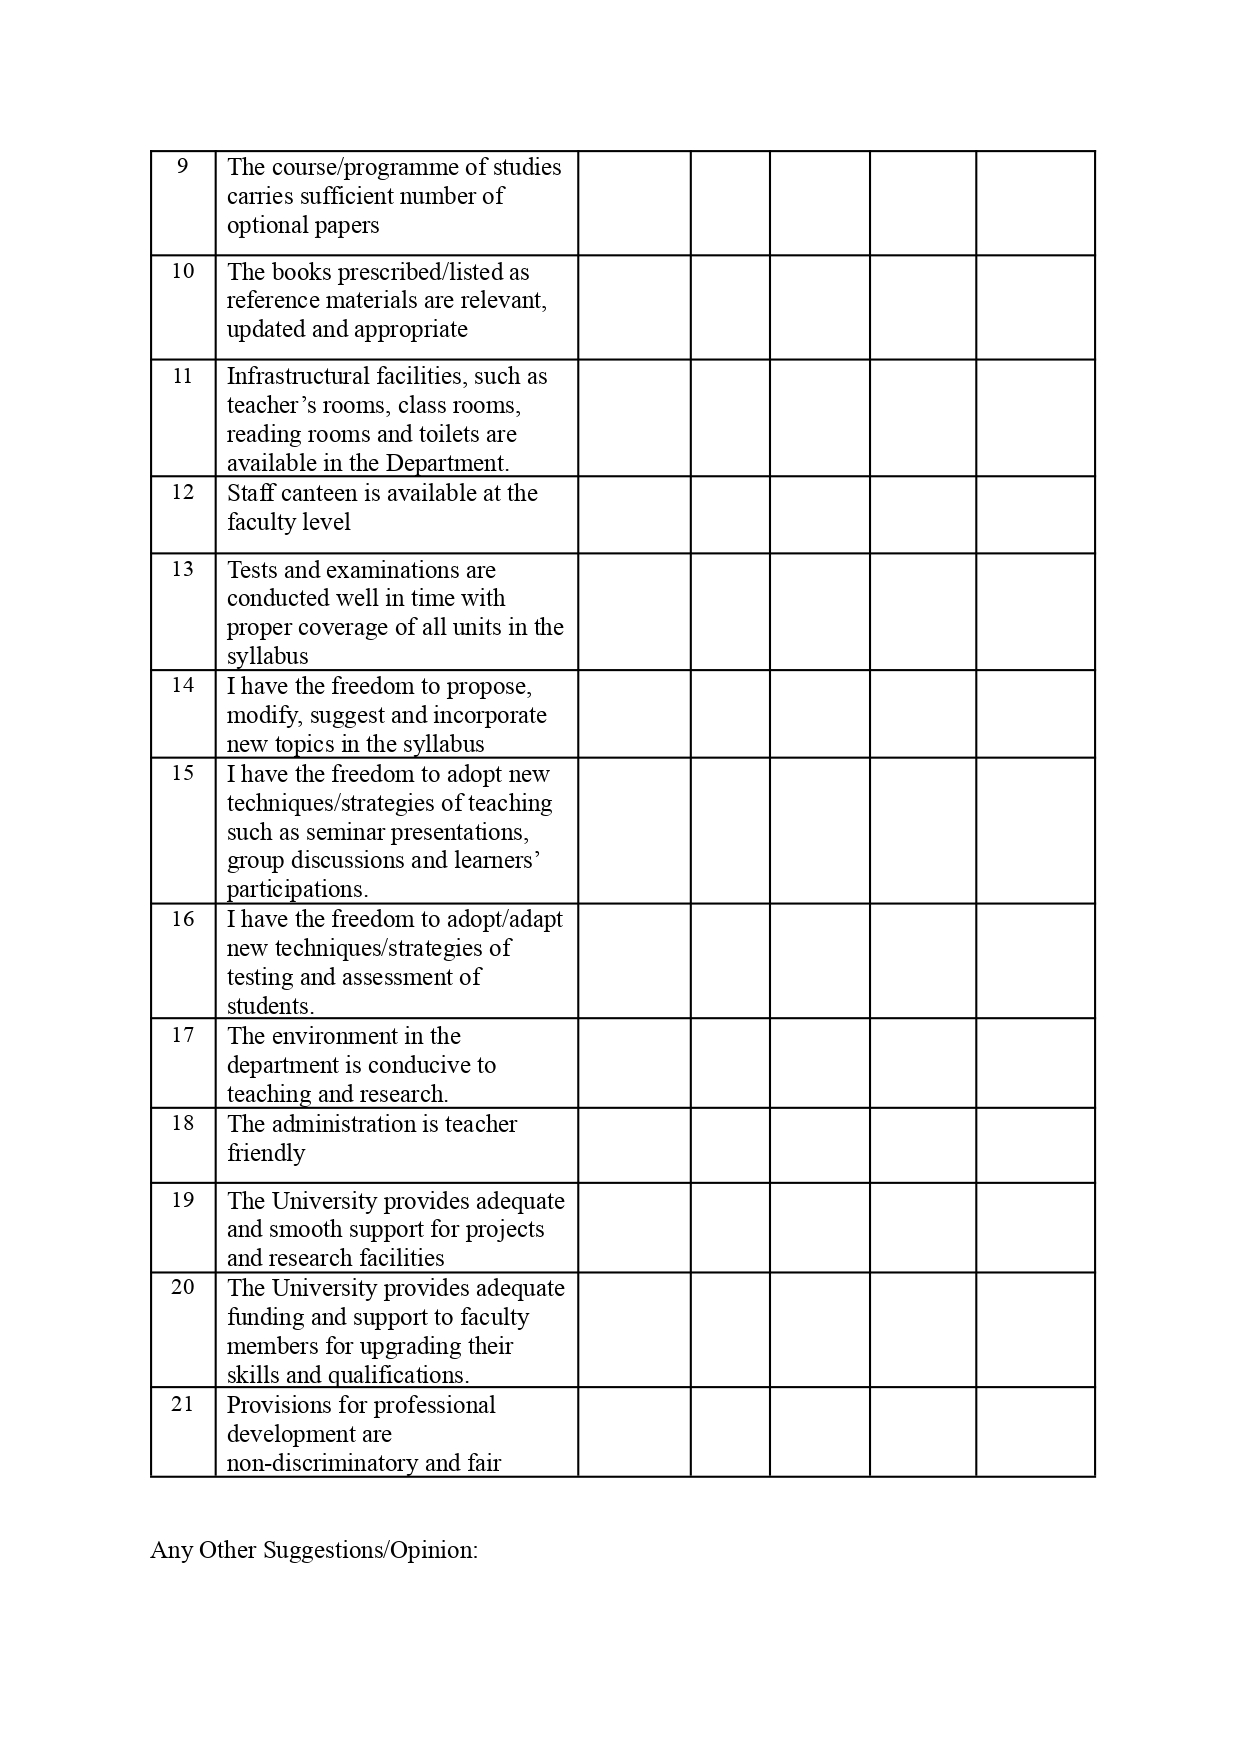 9 The course/programme of studies
carries sufficient number of
optional papers
10 The books prescribed/listed as
reference materials are relevant,
updated and appropriate
11 Infrastructural facilities, such as
teacher’s rooms, class rooms,
reading rooms and toilets are
available in the Department.
12 Staff canteen is available at the
faculty level
13 Tests and examinations are
conducted well in time with
proper coverage of all units in the
syllabus
14 I have the freedom to propose,
modify, suggest and incorporate
new topics in the syllabus
15 I have the freedom to adopt new
techniques/strategies of teaching
such as seminar presentations,
group discussions and learners’
participations.
16 I have the freedom to adopt/adapt
new techniques/strategies of
testing and assessment of
students.
17 The environment in the
department is conducive to
teaching and research.
18 The administration is teacher
friendly
19 The University provides adequate
and smooth support for projects
and research facilities
20 The University provides adequate
funding and support to faculty
members for upgrading their
skills and qualifications.
21 Provisions for professional
development are
non-discriminatory and fair
Any Other Suggestions/Opinion: